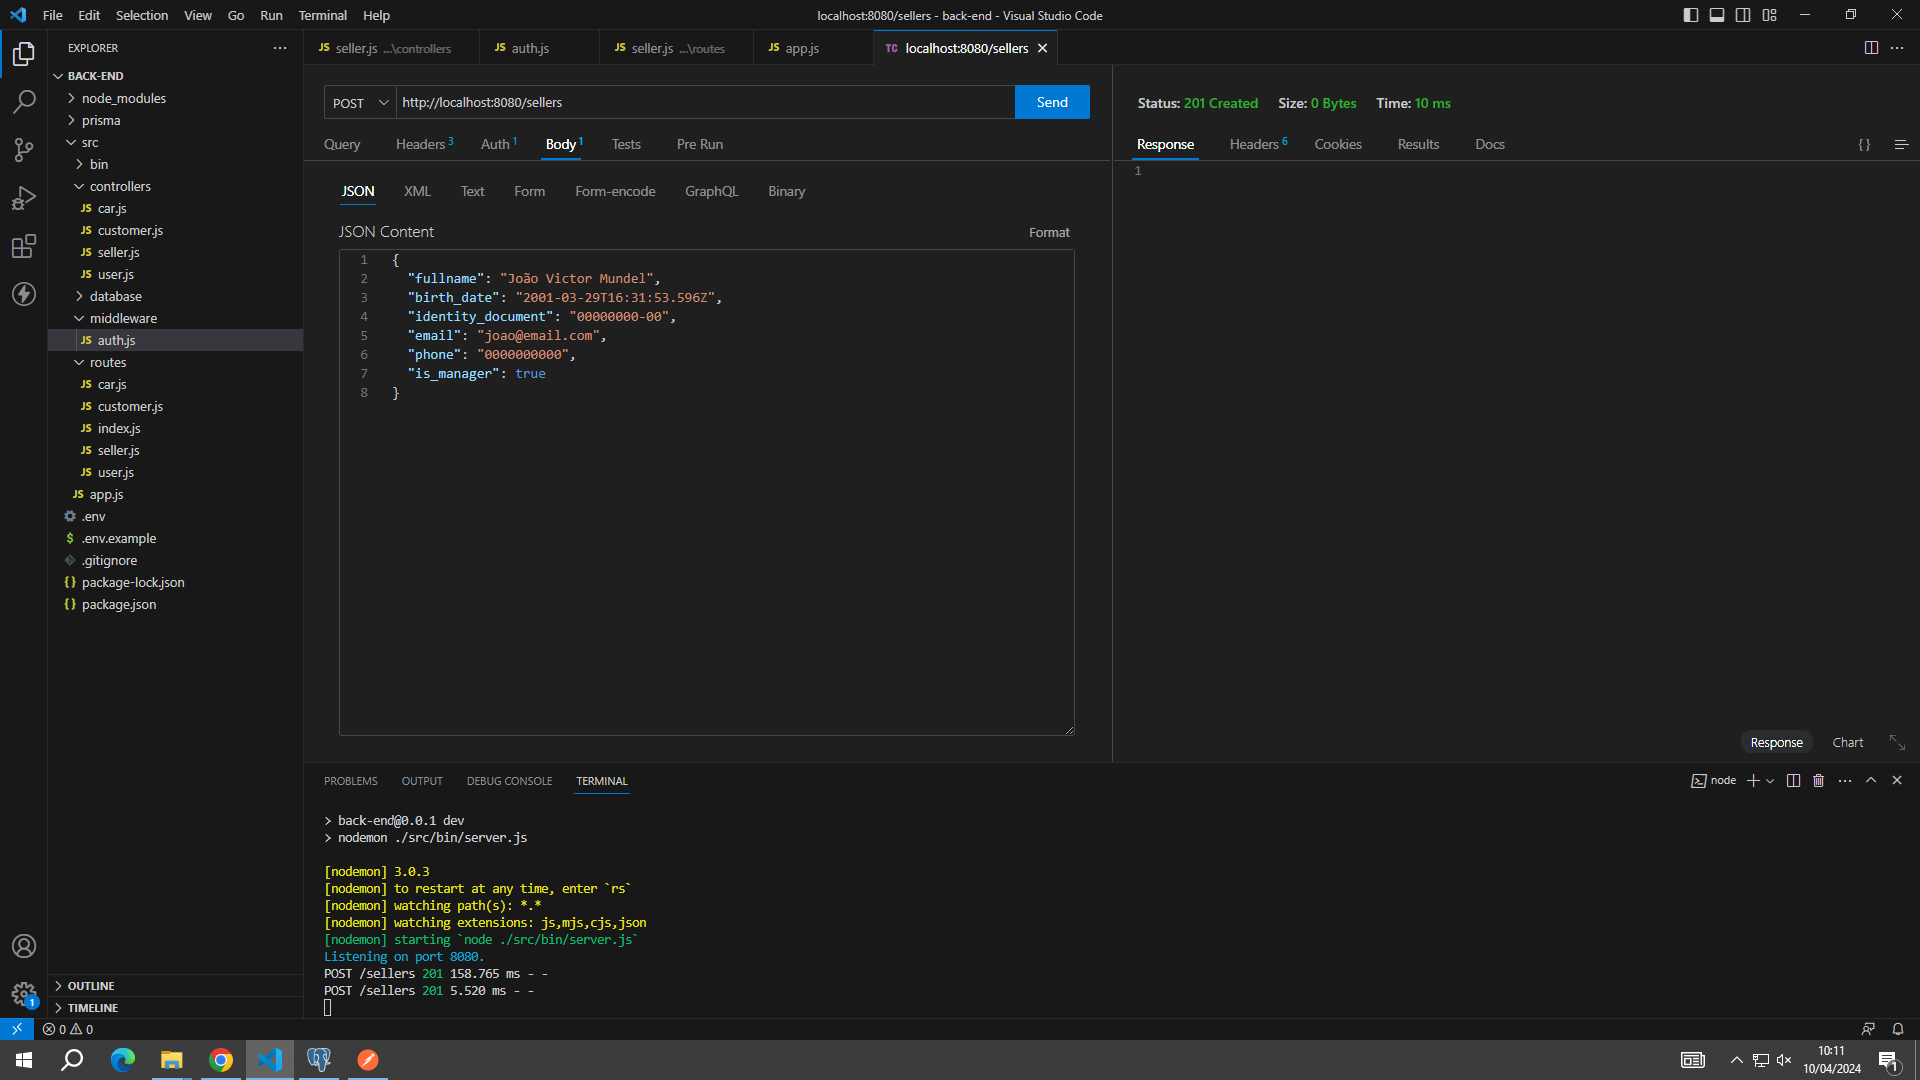 File Edit Selection View Go Run Terminal Help
localhost:8080/sellers - back-end - Visual Studio Code
EXPLORER
BACK-END
node_modules
prisma
src
bin
controllers
JS car.js
JS customer.js
JS seller.js
JS user.js
database
middleware
JS auth.js
routes
JS car.js
JS customer.js
JS index.js
JS seller.js
JS user.js
JS app.js
.env
$ .env.example
.gitignore
{} package-lock.json
{} package.json
OUTLINE
TIMELINE
JS seller.js ...\controllers
JS auth.js
JS seller.js ...\routes
JS app.js
TC localhost:8080/sellers
POST http://localhost:8080/sellers Send
Query Headers 3 Auth 1 Body 1 Tests Pre Run
JSON XML Text Form Form-encode GraphQL Binary
JSON Content Format
1 {
2 "fullname": "João Victor Mundel",
3 "birth_date": "2001-03-29T16:31:53.596Z",
4 "identity_document": "00000000-00",
5 "email": "joao@email.com",
6 "phone": "0000000000",
7 "is_manager": true
8 }
Status: 201 Created Size: 0 Bytes Time: 10 ms
Response Headers 6 Cookies Results Docs {}
1
Response Chart
PROBLEMS OUTPUT DEBUG CONSOLE TERMINAL
node
> back-end@0.0.1 dev
> nodemon ./src/bin/server.js
[nodemon] 3.0.3
[nodemon] to restart at any time, enter `rs`
[nodemon] watching path(s): *.*
[nodemon] watching extensions: js,mjs,cjs,json
[nodemon] starting `node ./src/bin/server.js`
Listening on port 8080.
POST /sellers 201 158.765 ms - -
POST /sellers 201 5.520 ms - -
1
0 0
10:11
10/04/2024
1